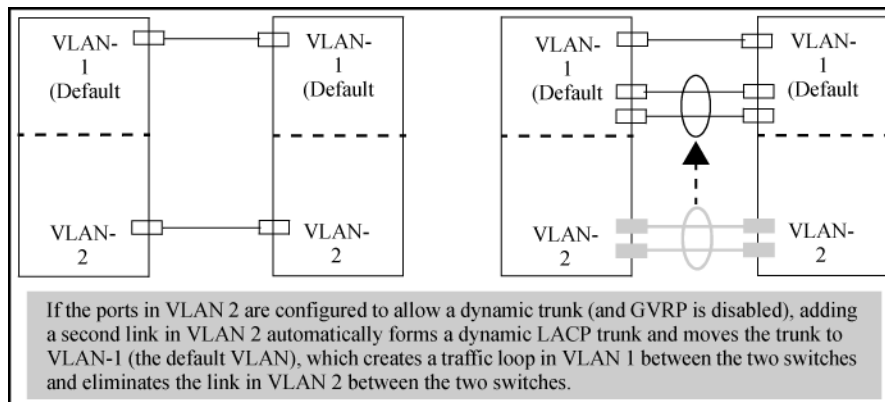 VLAN-
1
(Default
VLAN-
1
(Default
VLAN-
2
VLAN-
2
VLAN-
1
(Default
VLAN-
1
(Default
VLAN-
2
VLAN-
2
If the ports in VLAN 2 are configured to allow a dynamic trunk (and GVRP is disabled), adding
a second link in VLAN 2 automatically forms a dynamic LACP trunk and moves the trunk to
VLAN-1 (the default VLAN), which creates a traffic loop in VLAN 1 between the two switches
and eliminates the link in VLAN 2 between the two switches.